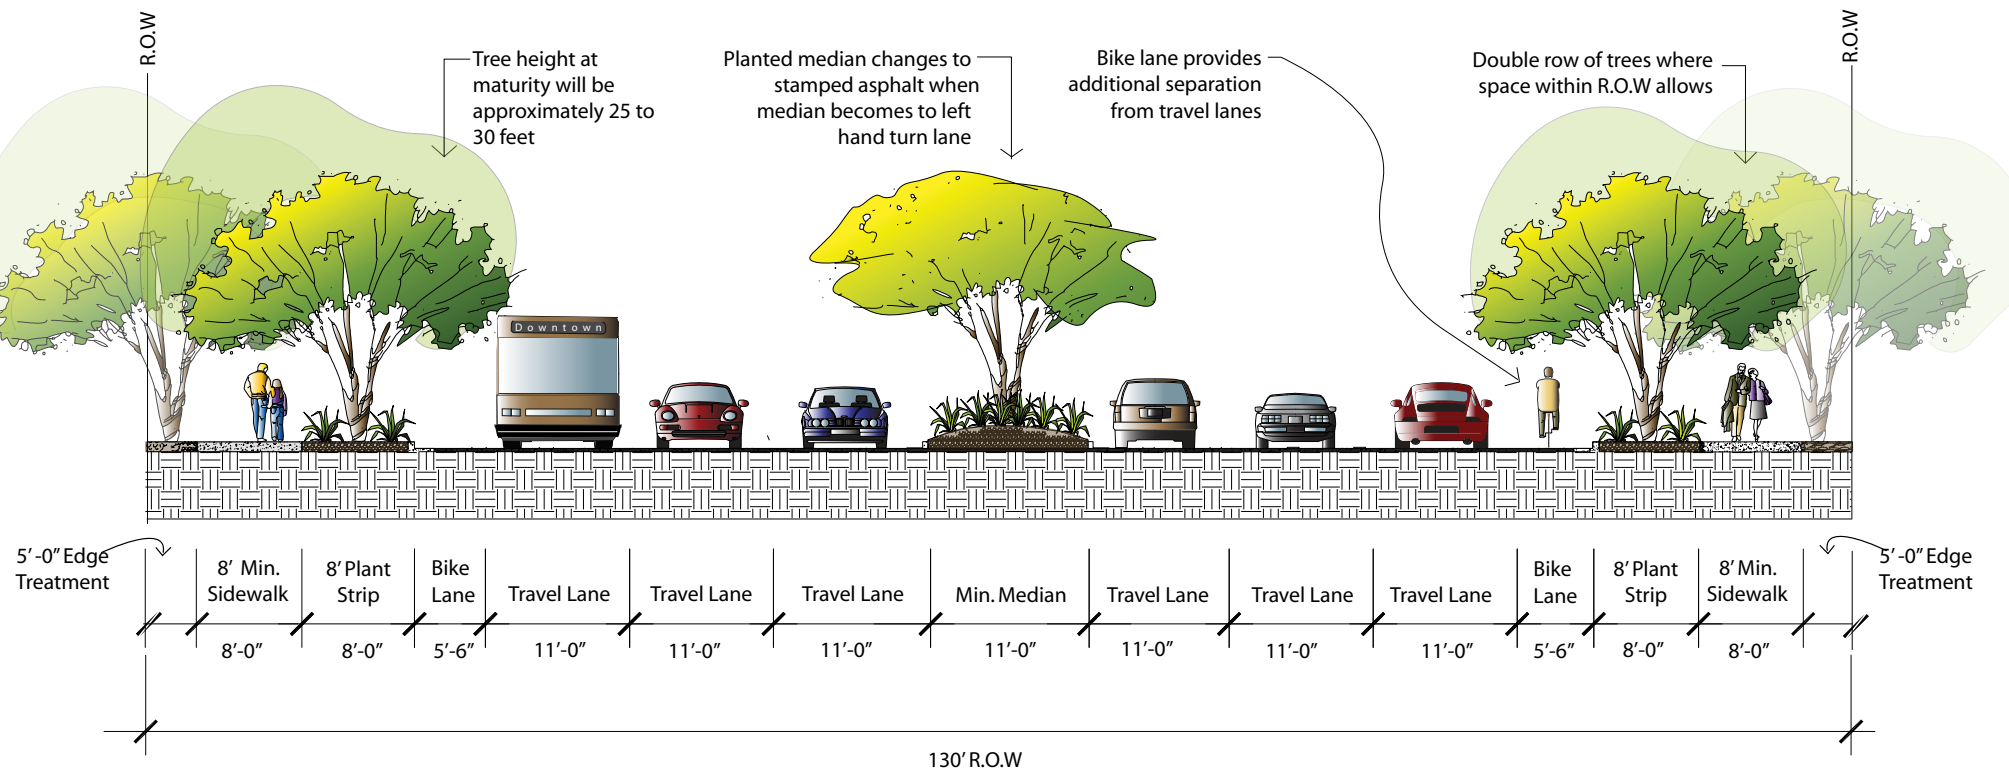 R.O.W
Tree height at
maturity will be
approximately 25 to
30 feet
Planted median changes to
stamped asphalt when
median becomes to left
hand turn lane
Bike lane provides
additional separation
from travel lanes
Double row of trees where
space within R.O.W allows
R.O.W
Downtown
5'-0" Edge
Treatment
8' Min.
Sidewalk
8' Plant
Strip
Bike
Lane
Travel Lane
Travel Lane
Travel Lane
Min. Median
Travel Lane
Travel Lane
Travel Lane
Bike
Lane
8' Plant
Strip
8' Min.
Sidewalk
5'-0" Edge
Treatment
8'-0"
8'-0"
5'-6"
11'-0"
11'-0"
11'-0"
11'-0"
11'-0"
11'-0"
11'-0"
5'-6"
8'-0"
8'-0"
130' R.O.W